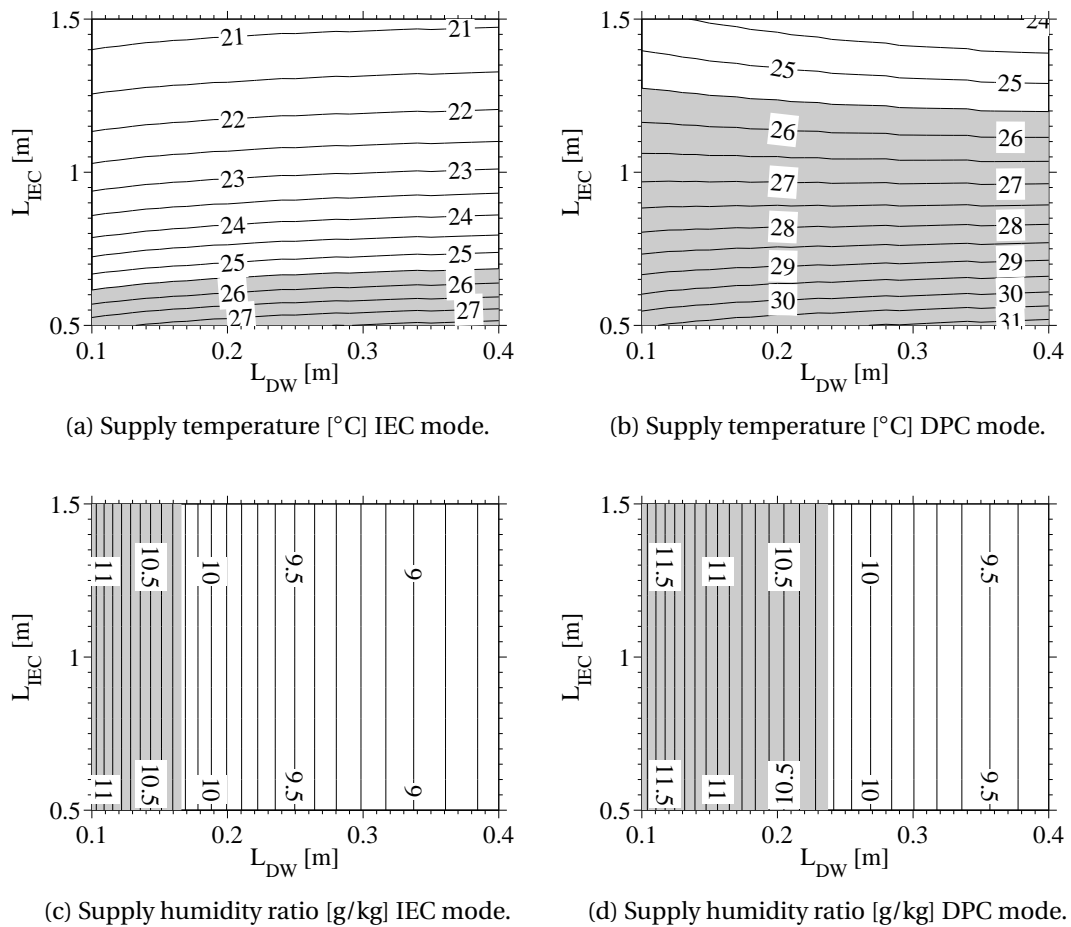 1.5
1
0.5
L_IEC [m]
21
21
22
22
23
23
24
24
25
25
26
26
27
27
0.1 0.2 0.3 0.4
L_DW [m]
(a) Supply temperature [°C] IEC mode.
1.5
1
0.5
L_IEC [m]
24
25
25
26
26
27
27
28
28
29
29
30
30
31
0.1 0.2 0.3 0.4
L_DW [m]
(b) Supply temperature [°C] DPC mode.
1.5
1
0.5
L_IEC [m]
11 10.5 10 9.5 9
11 10.5 10 9.5 9
0.1 0.2 0.3 0.4
L_DW [m]
(c) Supply humidity ratio [g/kg] IEC mode.
1.5
1
0.5
L_IEC [m]
11.5 11 10.5 10 9.5
11.5 11 10.5 10 9.5
0.1 0.2 0.3 0.4
L_DW [m]
(d) Supply humidity ratio [g/kg] DPC mode.